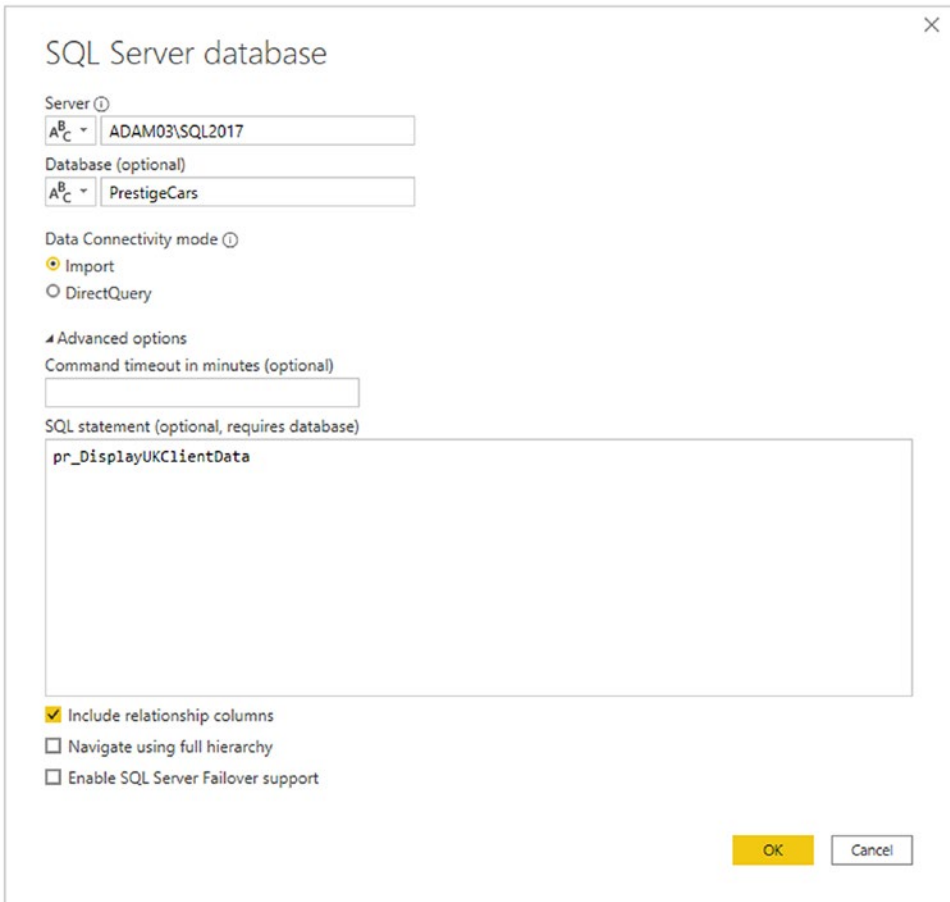 SQL Server database
Server
ABC ADAM03\SQL2017
Database (optional)
ABC PrestigeCars
Data Connectivity mode
Import
DirectQuery
Advanced options
Command timeout in minutes (optional)
SQL statement (optional, requires database)
pr_DisplayUKClientData
Include relationship columns
Navigate using full hierarchy
Enable SQL Server Failover support
OK Cancel